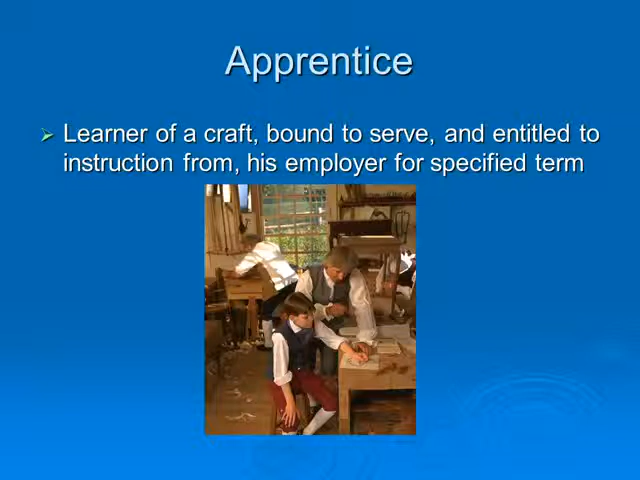 Apprentice
Learner of a craft, bound to serve, and entitled to
instruction from, his employer for specified term